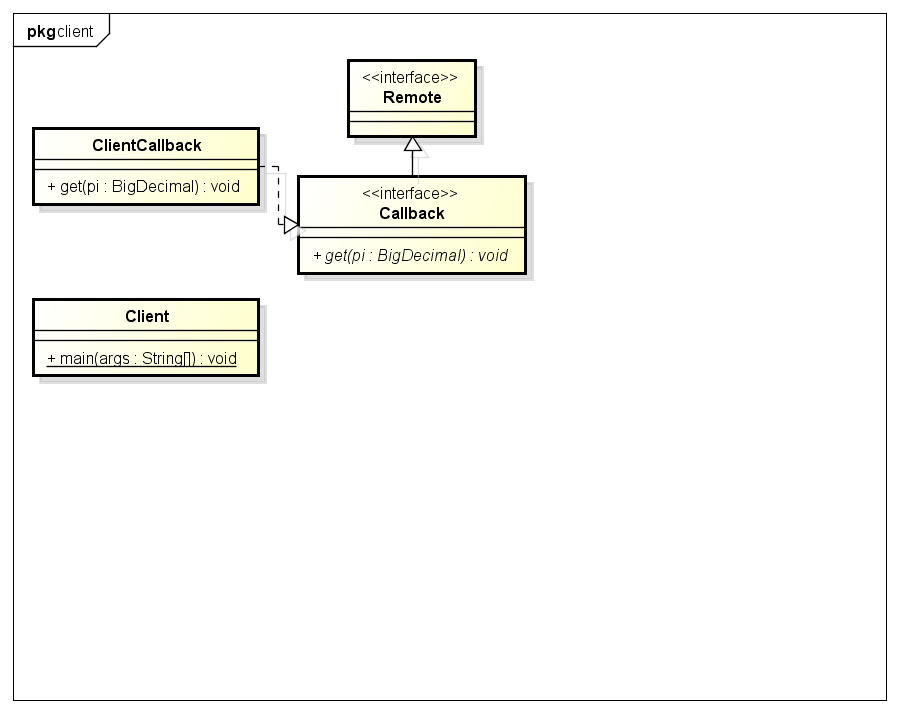 pkg client
<<interface>>
Remote
ClientCallback
+ get(pi : BigDecimal) : void
<<interface>>
Callback
+ get(pi : BigDecimal) : void
Client
+ main(args : String[]) : void